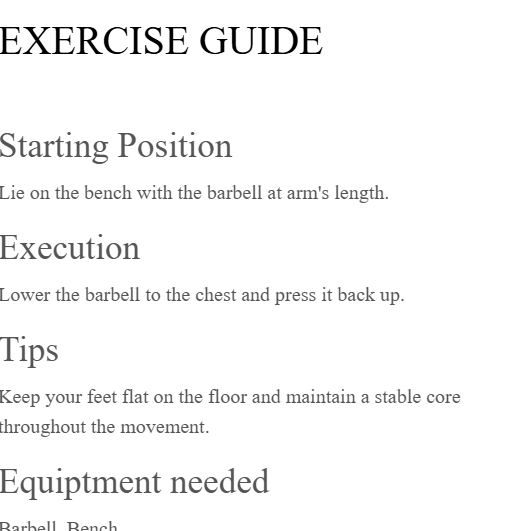 EXERCISE GUIDE
Starting Position
Lie on the bench with the barbell at arm's length.
Execution
Lower the barbell to the chest and press it back up.
Tips
Keep your feet flat on the floor and maintain a stable core
throughout the movement.
Equiptment needed
Barbell, Bench